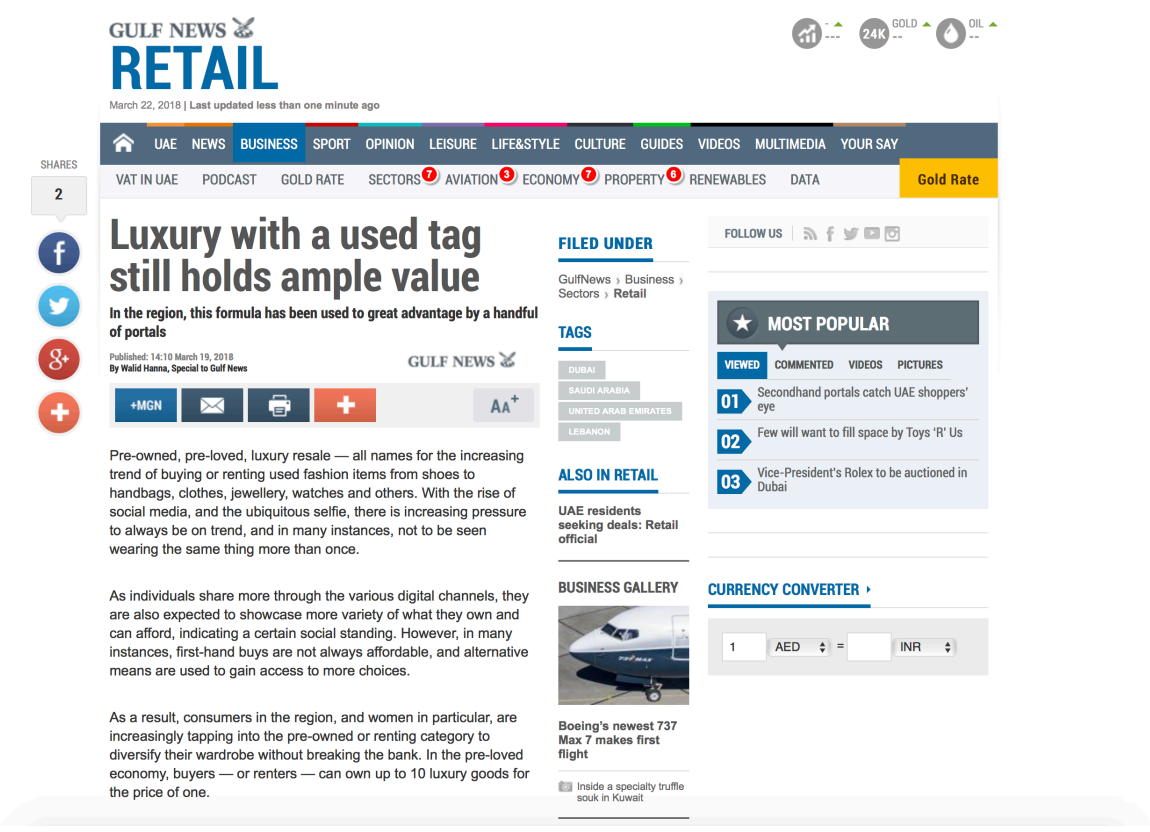 GULF NEWS
RETAIL
March 22, 2018 | Last updated less than one minute ago
- 
---
24K
GOLD
--
OIL
--
UAE NEWS BUSINESS SPORT OPINION LEISURE LIFE&STYLE CULTURE GUIDES VIDEOS MULTIMEDIA YOUR SAY
VAT IN UAE PODCAST GOLD RATE SECTORS 7 AVIATION 3 ECONOMY 7 PROPERTY 6 RENEWABLES DATA
Gold Rate
SHARES
2
f
g+
+
Luxury with a used tag
still holds ample value
In the region, this formula has been used to great advantage by a handful
of portals
Published: 14:10 March 19, 2018
By Walid Hanna, Special to Gulf News
GULF NEWS
+MGN
+
AA+
Pre-owned, pre-loved, luxury resale — all names for the increasing
trend of buying or renting used fashion items from shoes to
handbags, clothes, jewellery, watches and others. With the rise of
social media, and the ubiquitous selfie, there is increasing pressure
to always be on trend, and in many instances, not to be seen
wearing the same thing more than once.
As individuals share more through the various digital channels, they
are also expected to showcase more variety of what they own and
can afford, indicating a certain social standing. However, in many
instances, first-hand buys are not always affordable, and alternative
means are used to gain access to more choices.
As a result, consumers in the region, and women in particular, are
increasingly tapping into the pre-owned or renting category to
diversify their wardrobe without breaking the bank. In the pre-loved
economy, buyers — or renters — can own up to 10 luxury goods for
the price of one.
FILED UNDER
GulfNews › Business ›
Sectors › Retail
TAGS
DUBAI
SAUDI ARABIA
UNITED ARAB EMIRATES
LEBANON
ALSO IN RETAIL
UAE residents
seeking deals: Retail
official
BUSINESS GALLERY
737 MAX
Boeing's newest 737
Max 7 makes first
flight
Inside a specialty truffle
souk in Kuwait
FOLLOW US
MOST POPULAR
VIEWED COMMENTED VIDEOS PICTURES
01 Secondhand portals catch UAE shoppers'
eye
02 Few will want to fill space by Toys 'R' Us
03 Vice-President's Rolex to be auctioned in
Dubai
CURRENCY CONVERTER
1 AED = INR